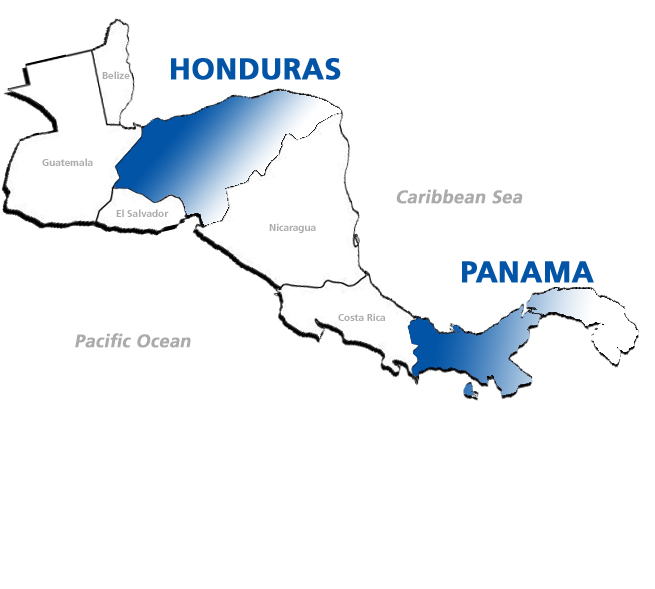 Belize
HONDURAS
Guatemala
Caribbean Sea
El Salvador
Nicaragua
PANAMA
Costa Rica
Pacific Ocean